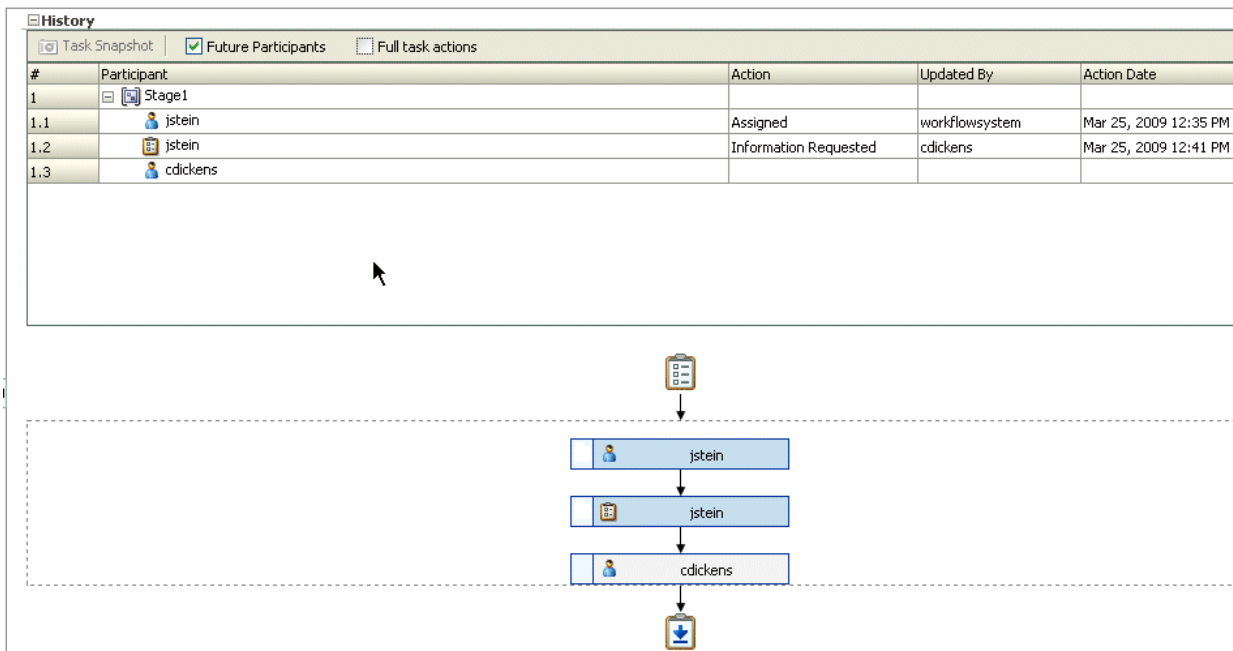 History
Task Snapshot Future Participants Full task actions
# Participant Action Updated By Action Date
1 Stage1
1.1 jstein Assigned workflowsystem Mar 25, 2009 12:35 PM
1.2 jstein Information Requested cdickens Mar 25, 2009 12:41 PM
1.3 cdickens
jstein
jstein
cdickens